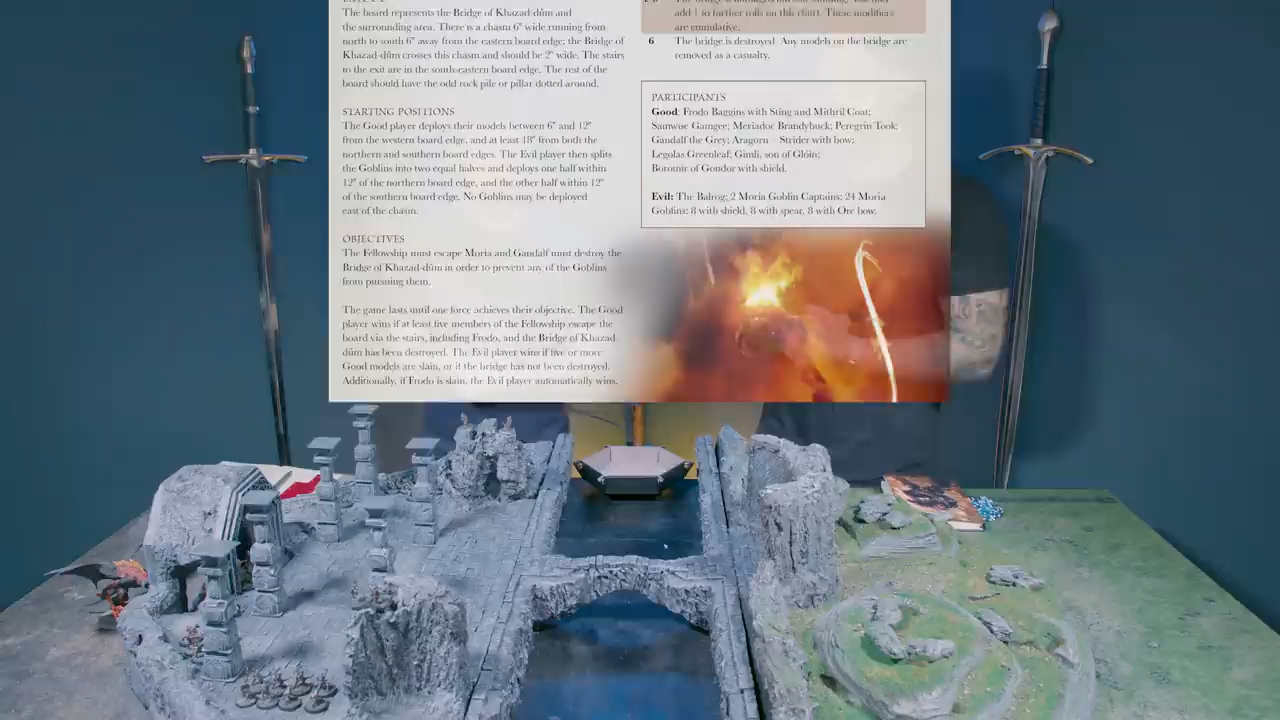 The board represents the Bridge of Khazad-dûm and
the surrounding area. There is a chasm 6" wide running from
north to south 6" away from the eastern board edge; the Bridge of
Khazad-dûm crosses this chasm and should be 2" wide. The stairs
to the exit are in the south-eastern board edge. The rest of the
board should have the odd rock pile or pillar dotted around.
STARTING POSITIONS
The Good player deploys their models between 6" and 12"
from the western board edge, and at least 18" from both the
northern and southern board edges. The Evil player then splits
the Goblins into two equal halves and deploys one half within
12" of the northern board edge, and the other half within 12"
of the southern board edge. No Goblins may be deployed
east of the chasm.
OBJECTIVES
The Fellowship must escape Moria and Gandalf must destroy the
Bridge of Khazad-dûm in order to prevent any of the Goblins
from pursuing them.
The game lasts until one force achieves their objective. The Good
player wins if at least five members of the Fellowship escape the
board via the stairs, including Frodo, and the Bridge of Khazad-
dûm has been destroyed. The Evil player wins if five or more
Good models are slain, or if the bridge has not been destroyed.
Additionally, if Frodo is slain, the Evil player automatically wins.
add 1 to further rolls on this chart. These modifiers
are cumulative.
6 The bridge is destroyed. Any models on the bridge are
removed as a casualty.
PARTICIPANTS
Good: Frodo Baggins with Sting and Mithril Coat;
Samwise Gamgee; Meriadoc Brandybuck; Peregrin Took;
Gandalf the Grey; Aragorn – Strider with bow;
Legolas Greenleaf; Gimli, son of Glóin;
Boromir of Gondor with shield.
Evil: The Balrog; 2 Moria Goblin Captains; 24 Moria
Goblins: 8 with shield, 8 with spear, 8 with Orc bow.